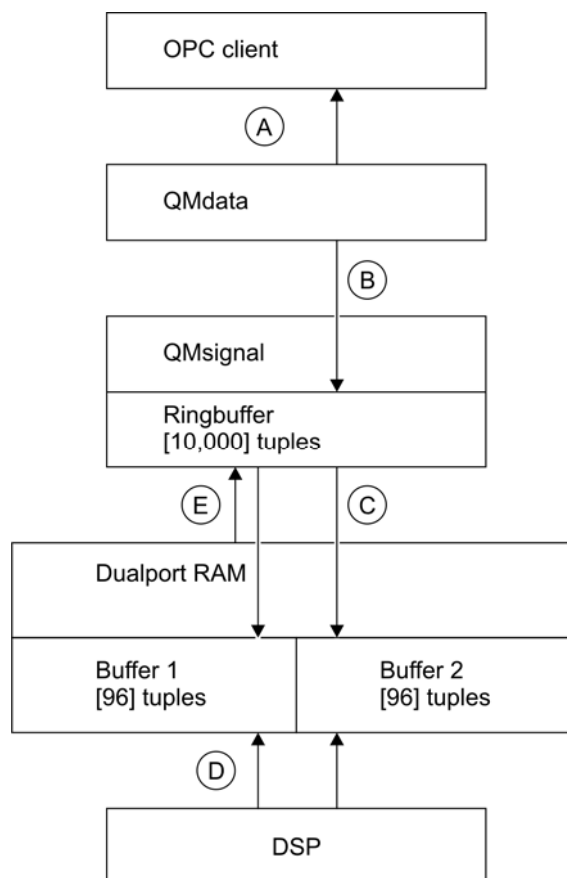 OPC client
A
QMdata
B
QMsignal
Ringbuffer
[10,000] tuples
E
C
Dualport RAM
Buffer 1
[96] tuples
Buffer 2
[96] tuples
D
DSP